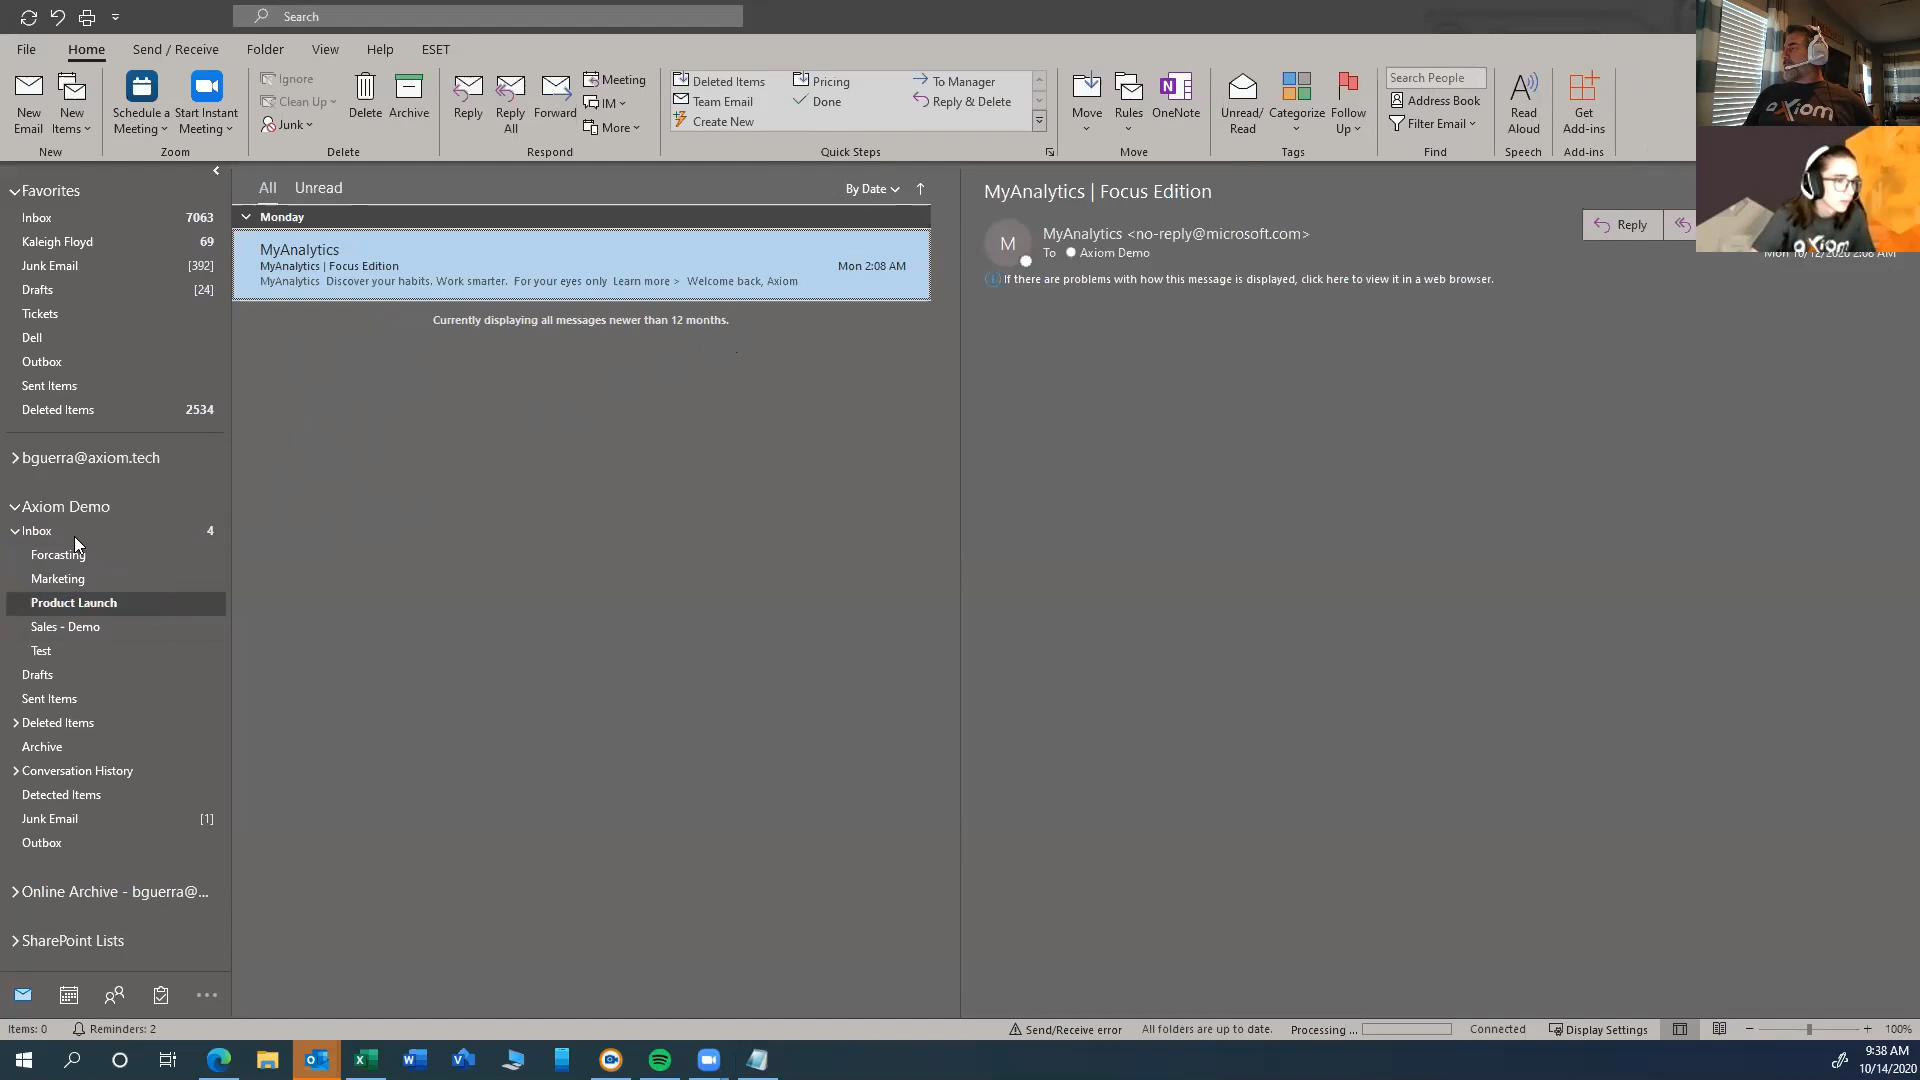 Search
File Home Send / Receive Folder View Help ESET
New Email
New Items
New
Schedule a Meeting
Start Instant Meeting
Zoom
Ignore
Clean Up
Junk
Delete
Archive
Delete
Reply
Reply All
Forward
Meeting
IM
More
Respond
Deleted Items
Team Email
Create New
Pricing
Done
To Manager
Reply & Delete
Quick Steps
Move
Rules
OneNote
Move
Unread/ Read
Categorize
Follow Up
Tags
Search People
Address Book
Filter Email
Find
Read Aloud
Speech
Get Add-ins
Add-ins
axiom
axiom
Favorites
Inbox 7063
Kaleigh Floyd 69
Junk Email [392]
Drafts [24]
Tickets
Dell
Outbox
Sent Items
Deleted Items 2534
bguerra@axiom.tech
Axiom Demo
Inbox 4
Forcasting
Marketing
Product Launch
Sales - Demo
Test
Drafts
Sent Items
Deleted Items
Archive
Conversation History
Detected Items
Junk Email [1]
Outbox
Online Archive - bguerra@...
SharePoint Lists
All Unread By Date
Monday
MyAnalytics
MyAnalytics | Focus Edition Mon 2:08 AM
MyAnalytics Discover your habits. Work smarter. For your eyes only Learn more > Welcome back, Axiom
Currently displaying all messages newer than 12 months.
MyAnalytics | Focus Edition
M
MyAnalytics <no-reply@microsoft.com>
To Axiom Demo
Reply
Mon 10/12/2020 2:08 AM
If there are problems with how this message is displayed, click here to view it in a web browser.
Items: 0 Reminders: 2 Send/Receive error All folders are up to date. Processing ... Connected Display Settings 100%
9:38 AM
10/14/2020